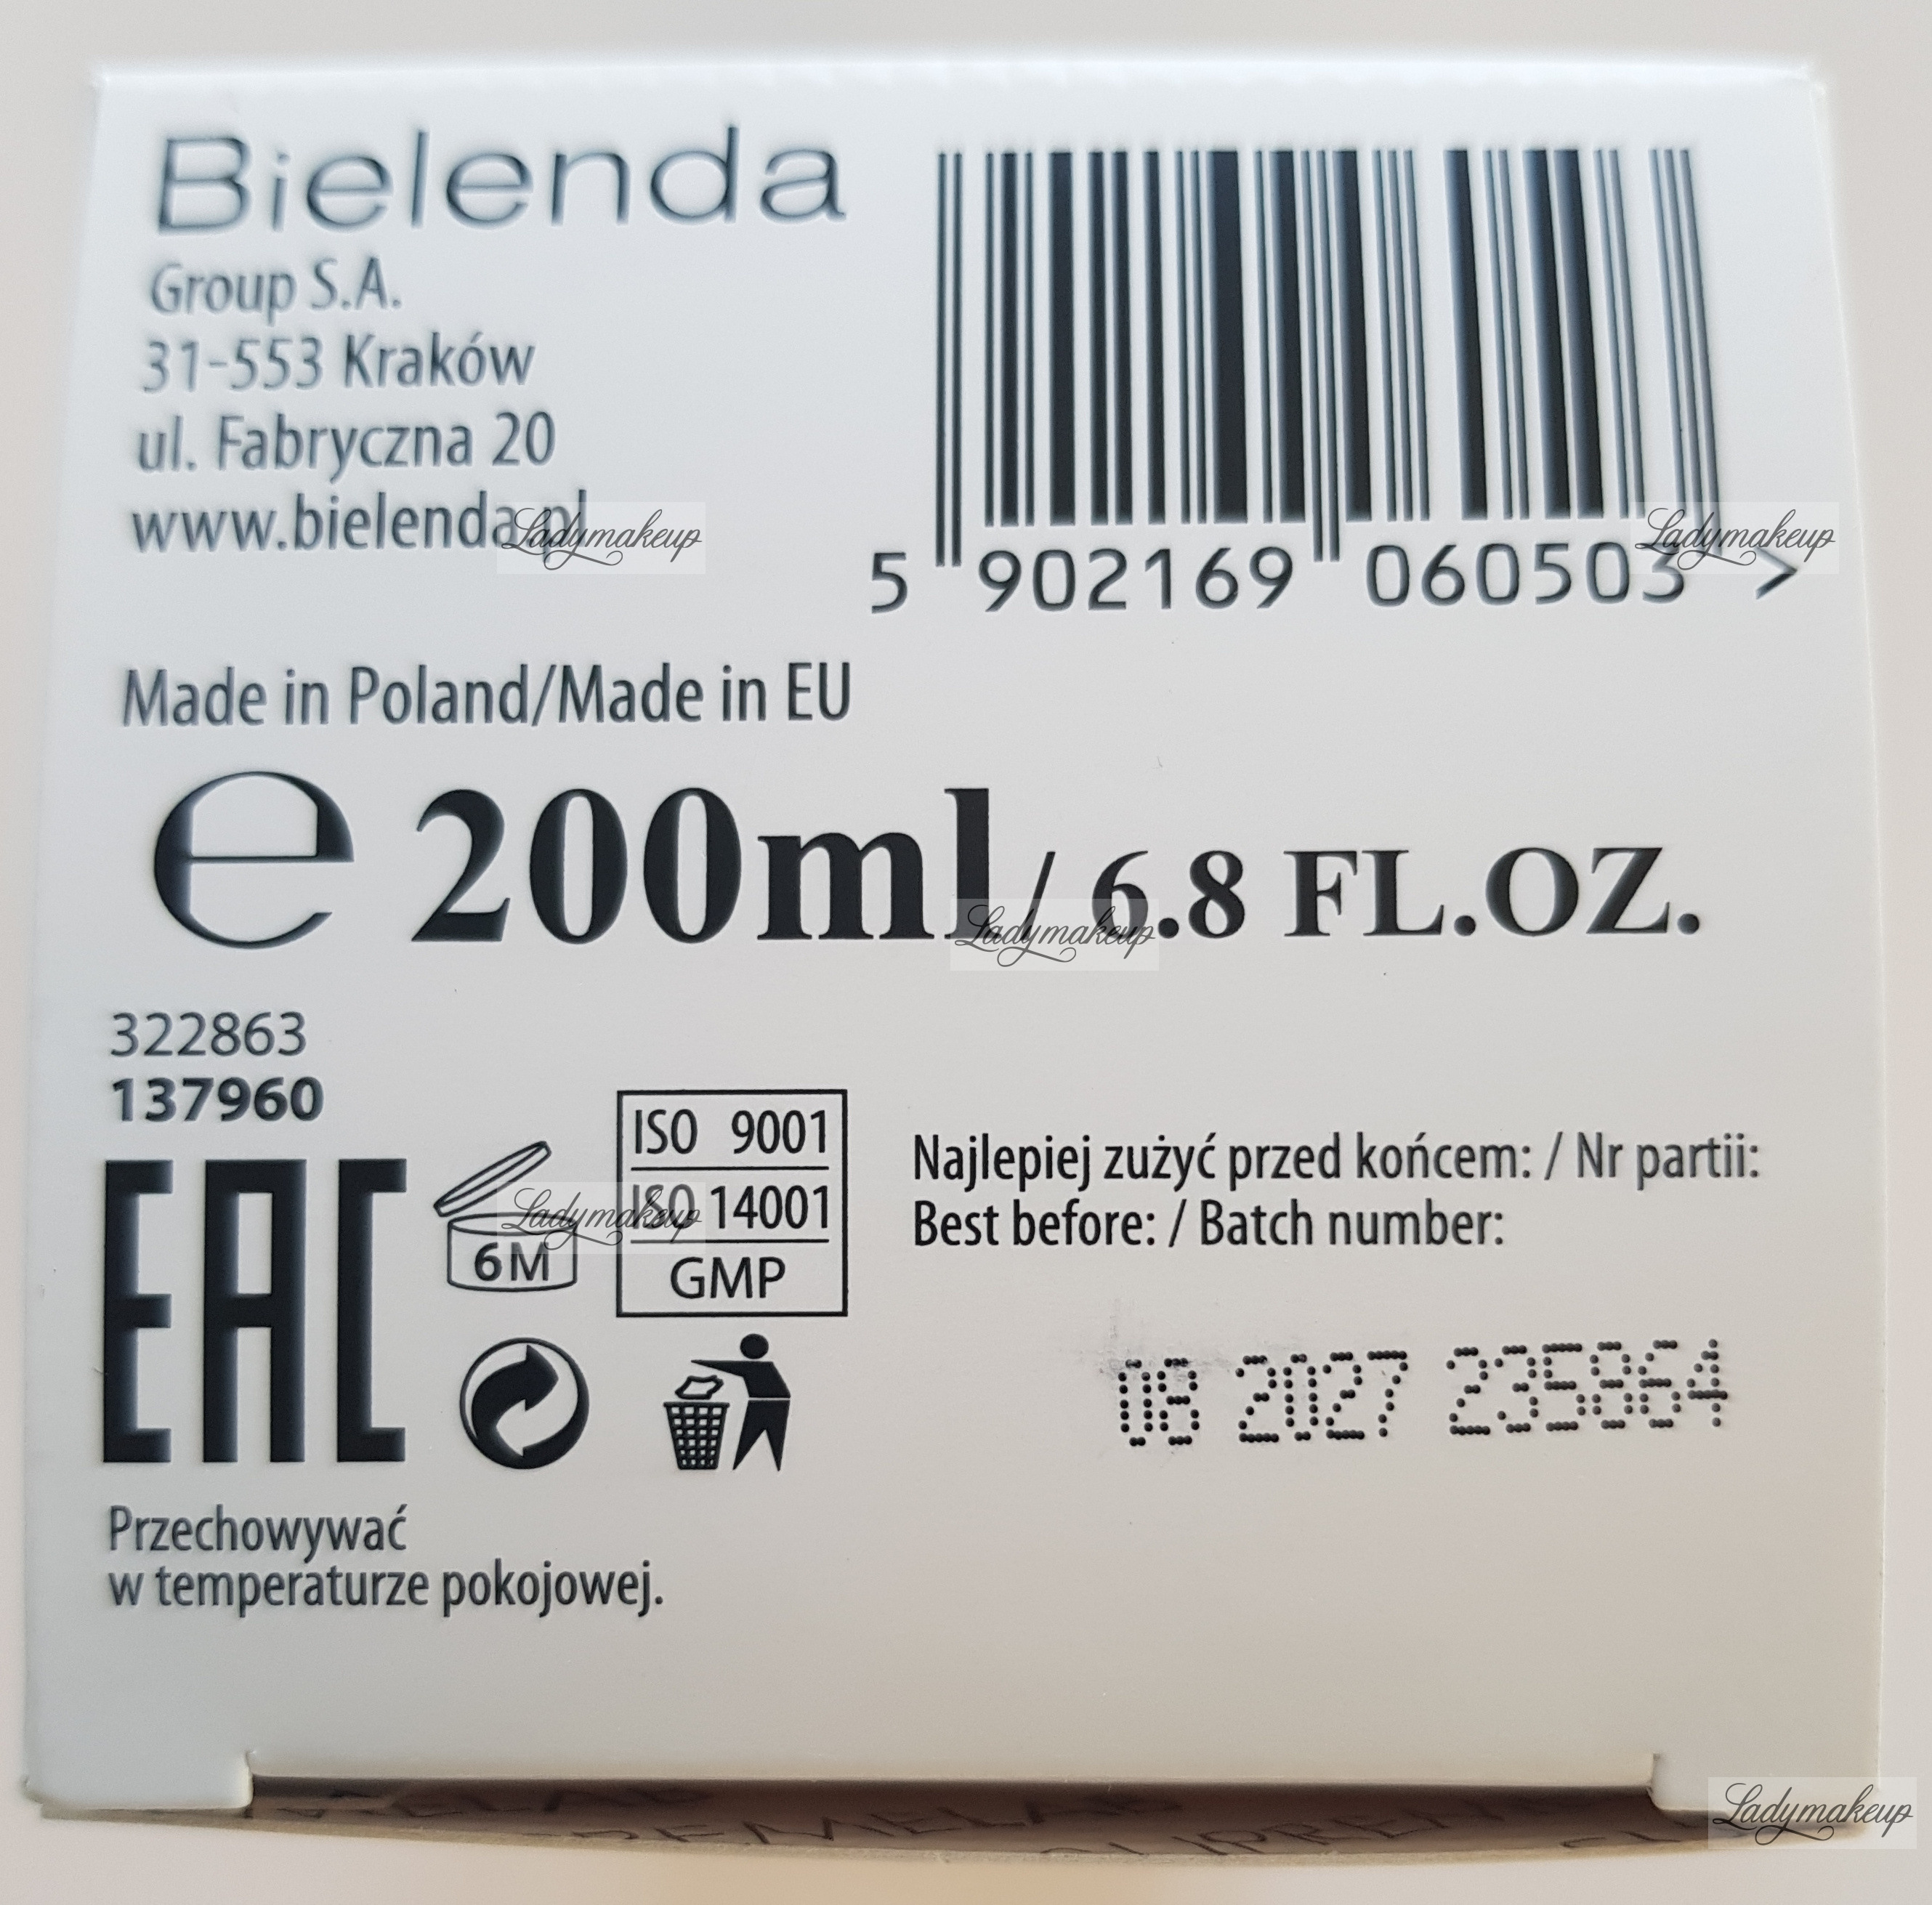 Bielenda
Group S.A.
31-553 Kraków
ul. Fabryczna 20
www.bielenda.pl
5 902169 060503 >
Made in Poland/Made in EU
e 200ml/ 6.8 FL.OZ.
322863
137960
EAC
6M
ISO 9001
ISO 14001
GMP
Najlepiej zużyć przed końcem: / Nr partii:
Best before: / Batch number:
08 2027 235864
Przechowywać
w temperaturze pokojowej.
Ladymakeup
Ladymakeup
Ladymakeup
Ladymakeup
Ladymakeup